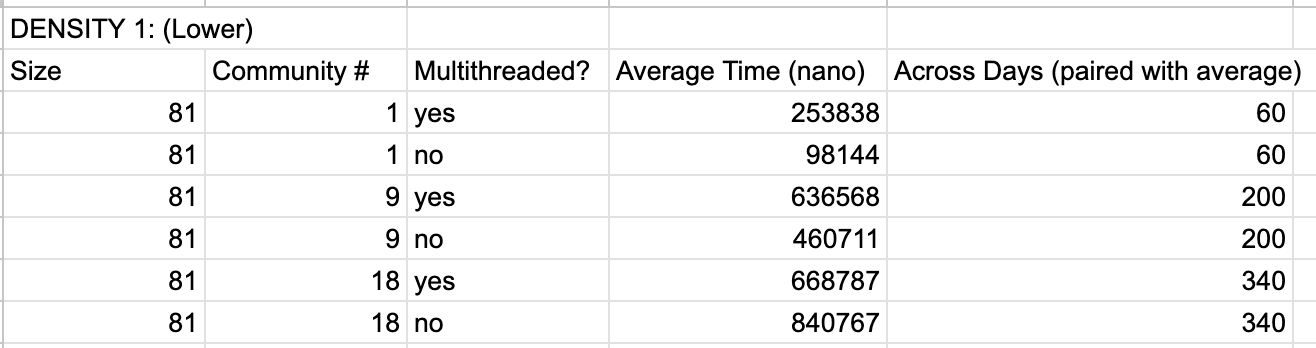 DENSITY 1: (Lower)
Size Community # Multithreaded? Average Time (nano) Across Days (paired with average)
81 1 yes 253838 60
81 1 no 98144 60
81 9 yes 636568 200
81 9 no 460711 200
81 18 yes 668787 340
81 18 no 840767 340